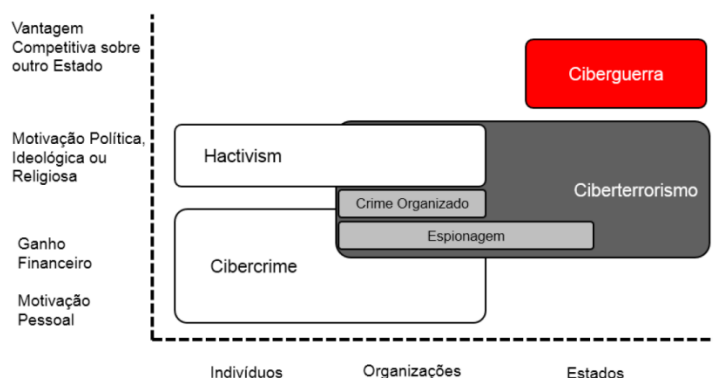 Vantagem
Competitiva sobre
outro Estado
Ciberguerra
Motivação Política,
Ideológica ou
Religiosa
Hactivism
Ciberterrorismo
Crime Organizado
Espionagem
Ganho
Financeiro
Cibercrime
Motivação
Pessoal
Indivíduos
Organizações
Estados